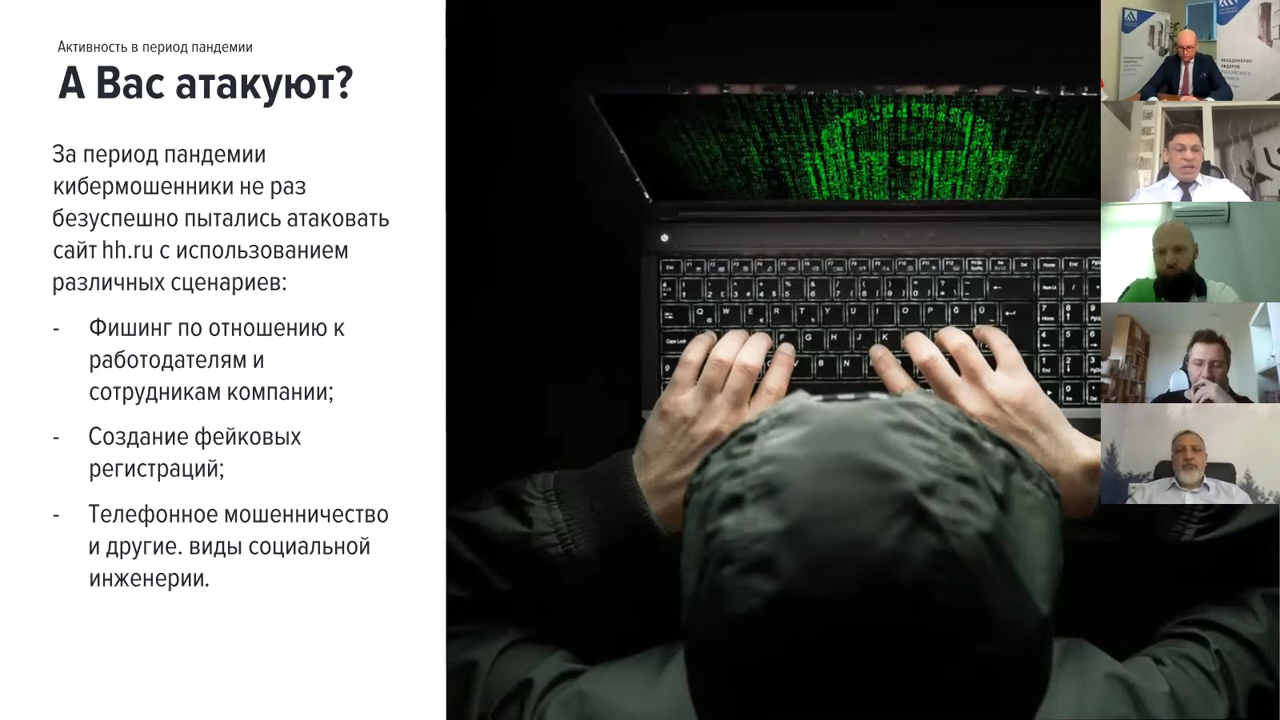 Активность в период пандемии
А Вас атакуют?
За период пандемии
кибермошенники не раз
безуспешно пытались атаковать
сайт hh.ru с использованием
различных сценариев:
- Фишинг по отношению к
работодателям и
сотрудникам компании;
- Создание фейковых
регистраций;
- Телефонное мошенничество
и другие. виды социальной
инженерии.